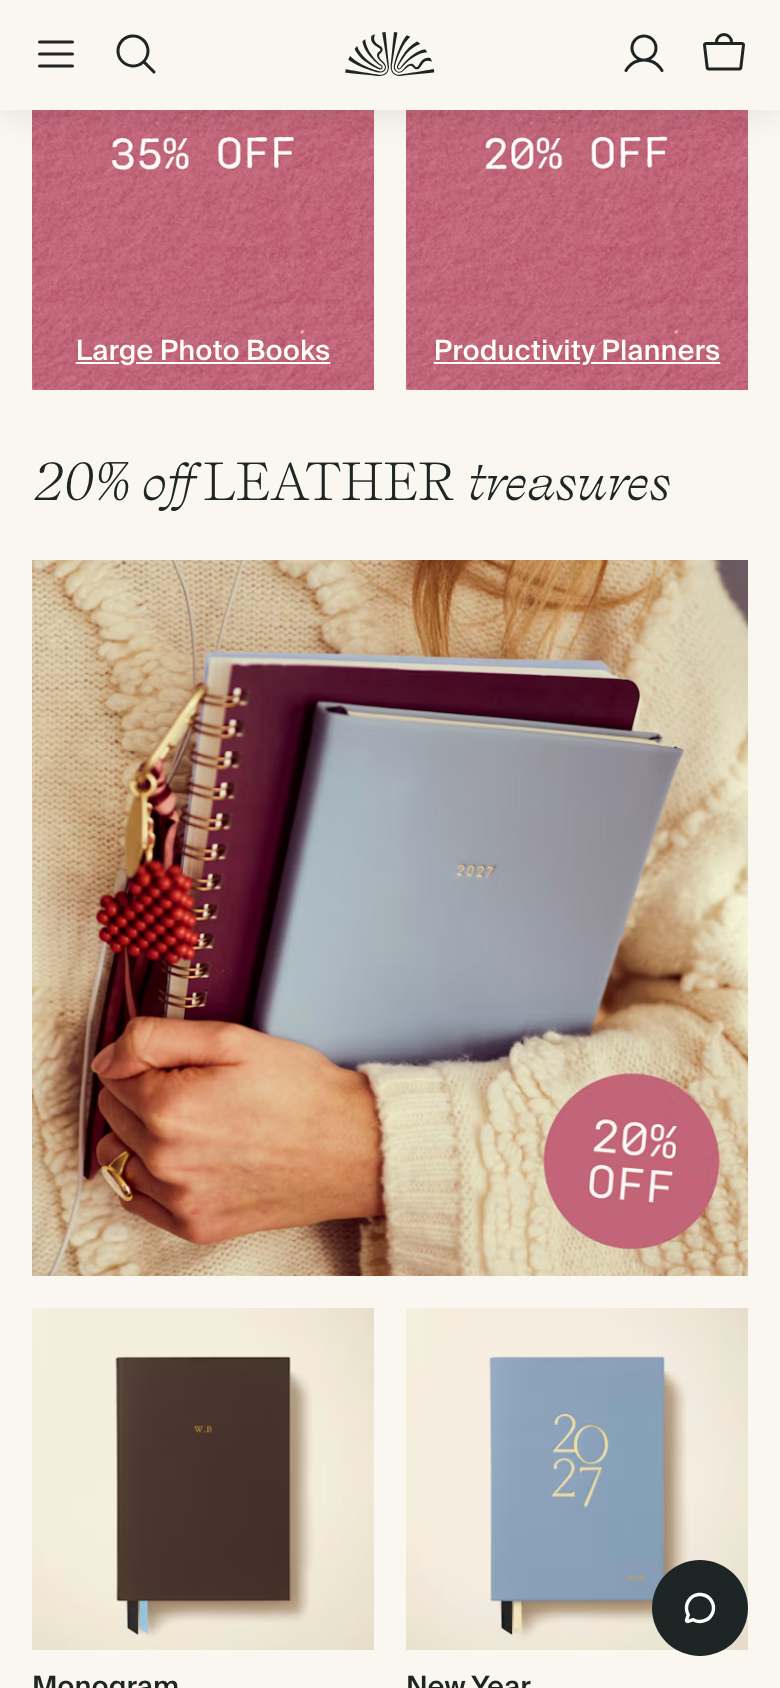 35% OFF
20% OFF
Large Photo Books
Productivity Planners
20% off LEATHER treasures
2027
20%
OFF
W.B
20
27
Monogram
New Year